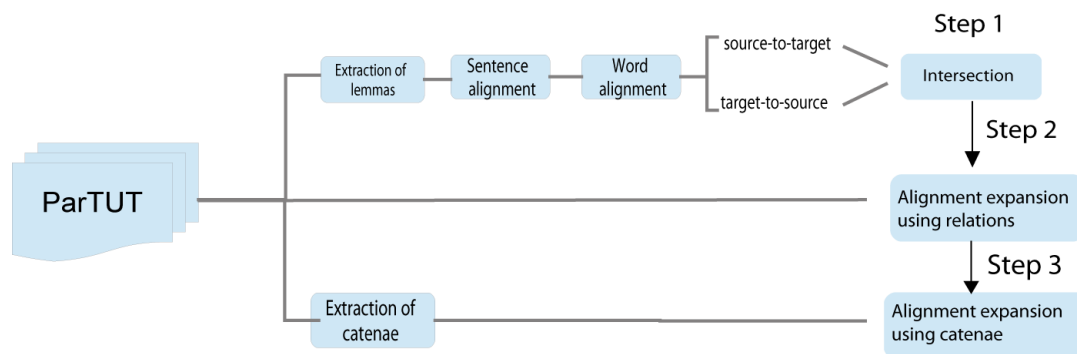 Step 1
source-to-target
Extraction of
lemmas
Sentence
alignment
Word
alignment
Intersection
target-to-source
Step 2
ParTUT
Alignment expansion
using relations
Step 3
Extraction of
catenae
Alignment expansion
using catenae